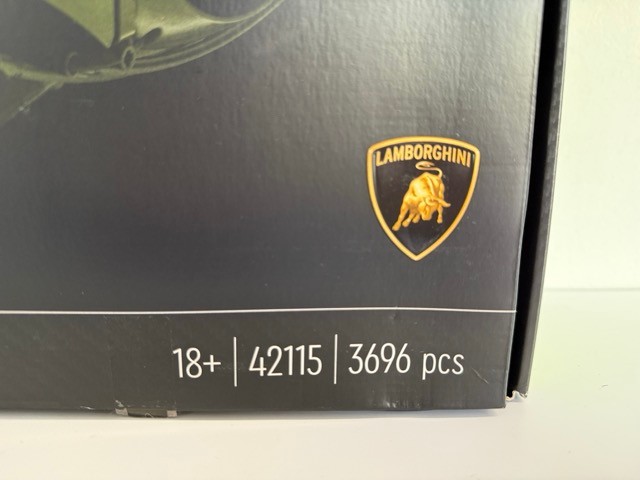 LAMBORGHINI
18+ | 42115 | 3696 pcs